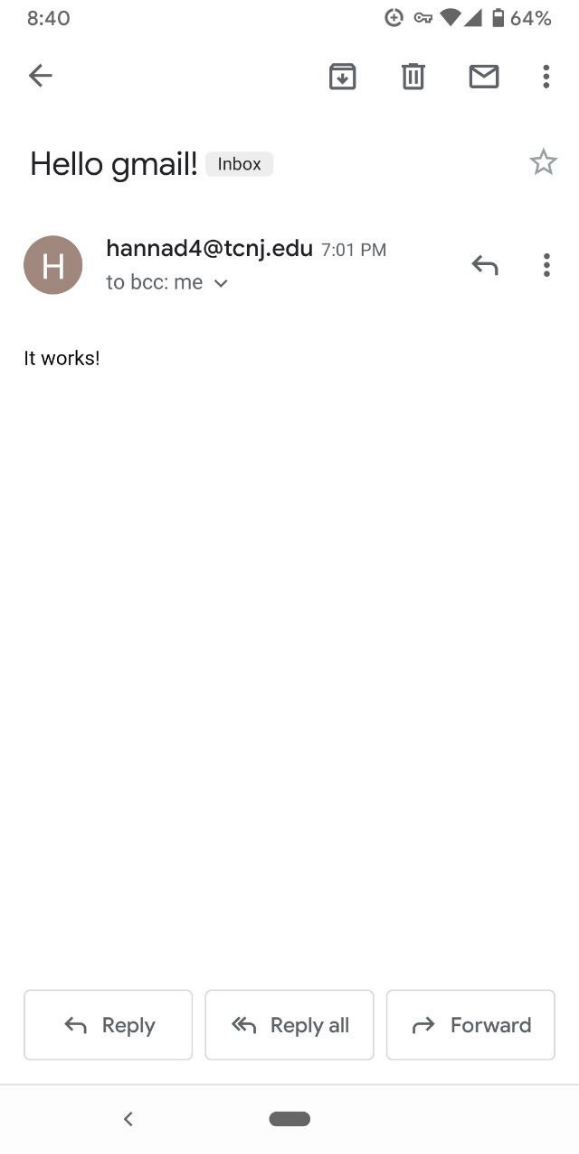 8:40 64%
Hello gmail! Inbox
H hannad4@tcnj.edu 7:01 PM
to bcc: me
It works!
Reply Reply all Forward